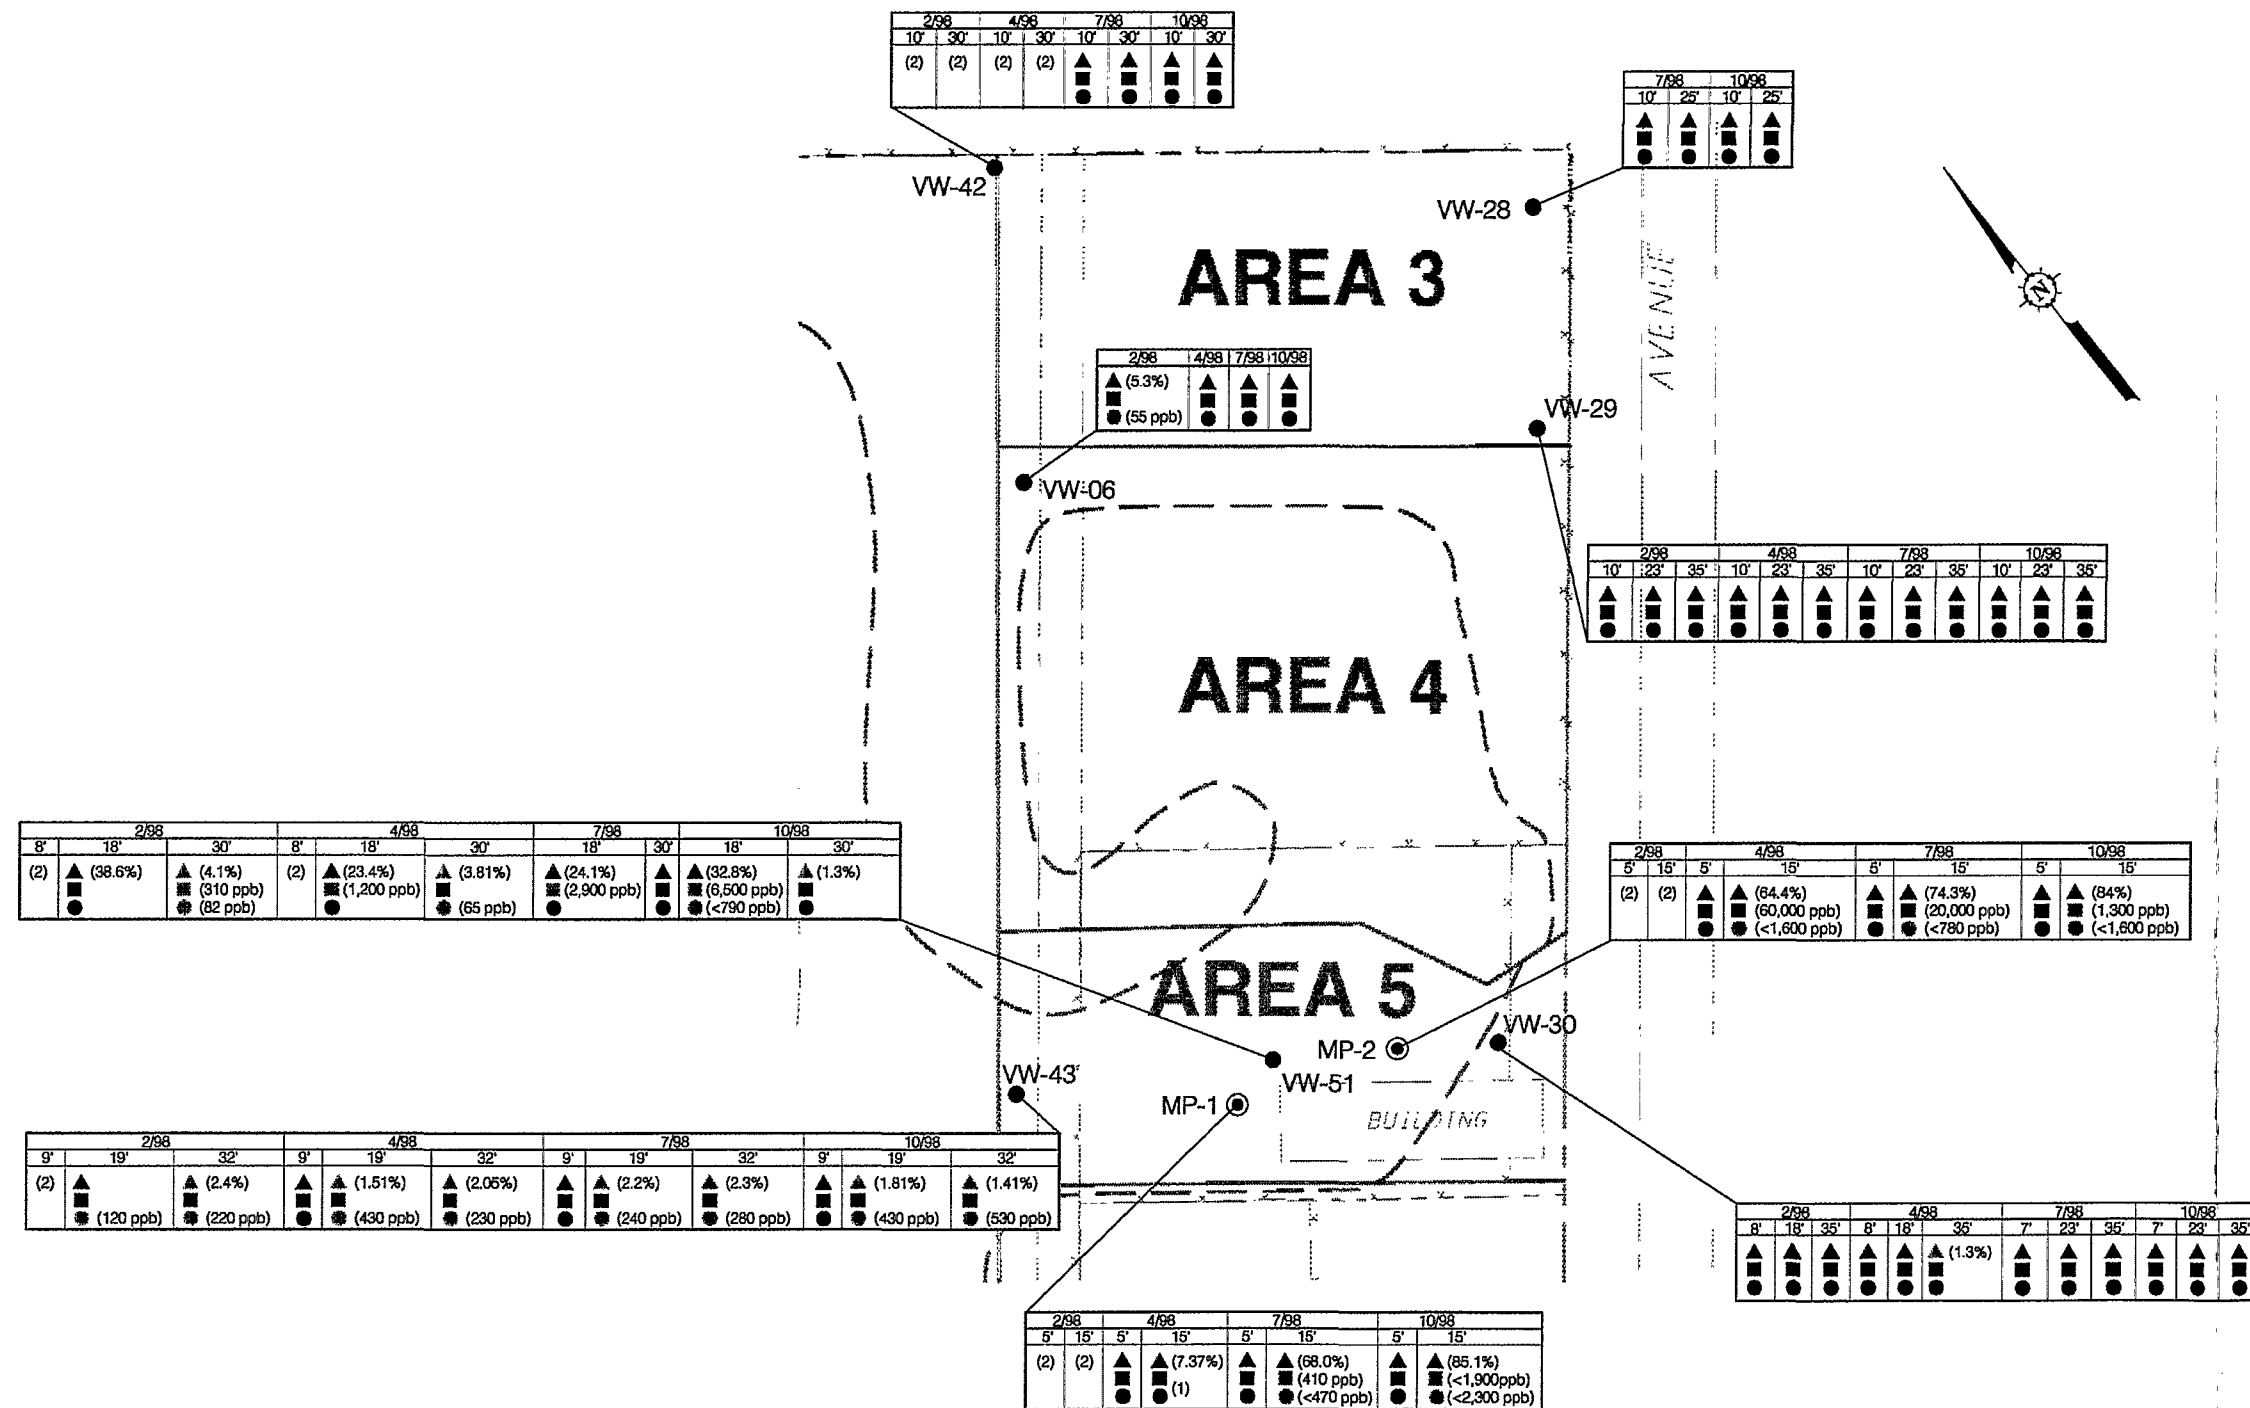 2/98 4/98 7/98 10/98
10' 30' 10' 30' 10' 30' 10' 30'
(2) (2) (2) (2)
VW-42
7/98 10/98
10' 25' 10' 25'
VW-28
N
AREA 3
AVENUE
2/98 4/98 7/98 10/98
(5.3%)
(55 ppb)
VW-06
VW-29
2/98 4/98 7/98 10/98
10' 23' 35' 10' 23' 35' 10' 23' 35' 10' 23' 35'
AREA 4
2/98 4/98 7/98 10/98
8' 18' 30' 8' 18' 30' 18' 30' 18' 30'
(2) (38.6%) (4.1%) (2) (23.4%) (3.81%) (24.1%) (32.8%) (1.3%)
(310 ppb) (1,200 ppb) (2,900 ppb) (6,500 ppb)
(82 ppb) (65 ppb) (<790 ppb)
2/98 4/98 7/98 10/98
5' 15' 5' 15' 5' 15' 5' 15'
(2) (2) (64.4%) (74.3%) (84%)
(60,000 ppb) (20,000 ppb) (1,300 ppb)
(<1,600 ppb) (<780 ppb) (<1,600 ppb)
AREA 5
VW-30
MP-2
VW-51
VW-43
MP-1
BUILDING
2/98 4/98 7/98 10/98
9' 19' 32' 9' 19' 32' 9' 19' 32' 9' 19' 32'
(2) (2.4%) (1.51%) (2.05%) (2.2%) (2.3%) (1.81%) (1.41%)
(120 ppb) (220 ppb) (430 ppb) (230 ppb) (240 ppb) (280 ppb) (430 ppb) (530 ppb)
2/98 4/98 7/98 10/98
8' 18' 35' 8' 18' 35' 7' 23' 35' 7' 23' 35'
(1.3%)
2/98 4/98 7/98 10/98
5' 15' 5' 15' 5' 15' 5' 15'
(2) (2) (7.37%) (68.0%) (85.1%)
(1) (410 ppb) (<1,900ppb)
(<470 ppb) (<2,300 ppb)